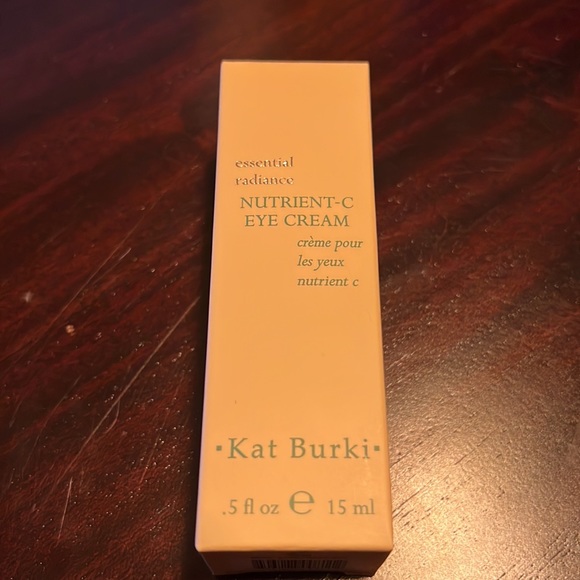 essential
radiance
NUTRIENT-C
EYE CREAM
crème pour
les yeux
nutrient c
·Kat Burki·
.5 fl oz ℮ 15 ml